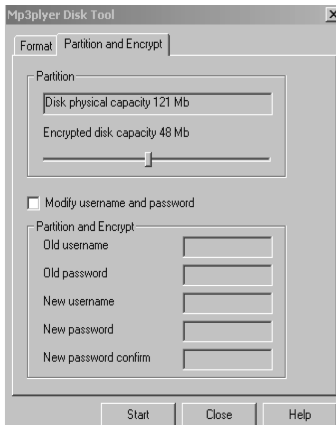 Mp3plyer Disk Tool
Format
Partition and Encrypt
Partition
Disk physical capacity 121 Mb
Encrypted disk capacity 48 Mb
Modify username and password
Partition and Encrypt
Old username
Old password
New username
New password
New password confirm
Start
Close
Help